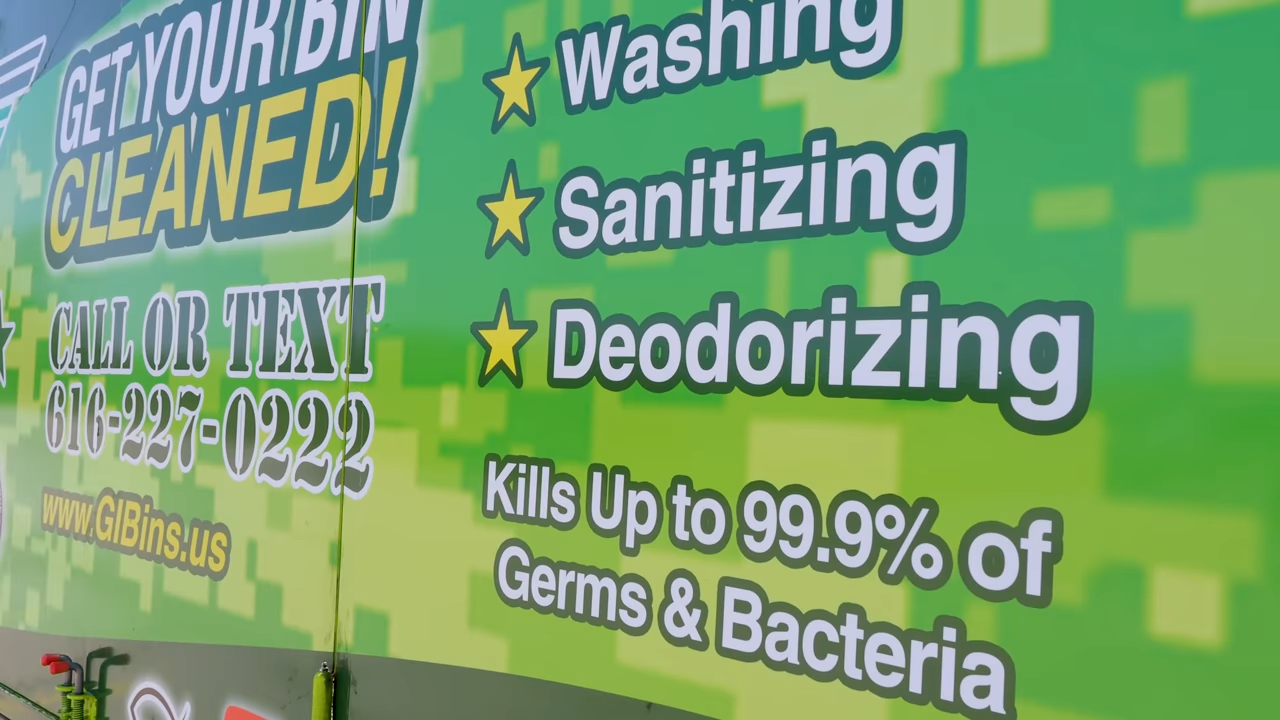 GET YOUR BIN
CLEANED!
CALL OR TEXT
616-227-0222
www.GIBins.us
Washing
Sanitizing
Deodorizing
Kills Up to 99.9% of
Germs & Bacteria